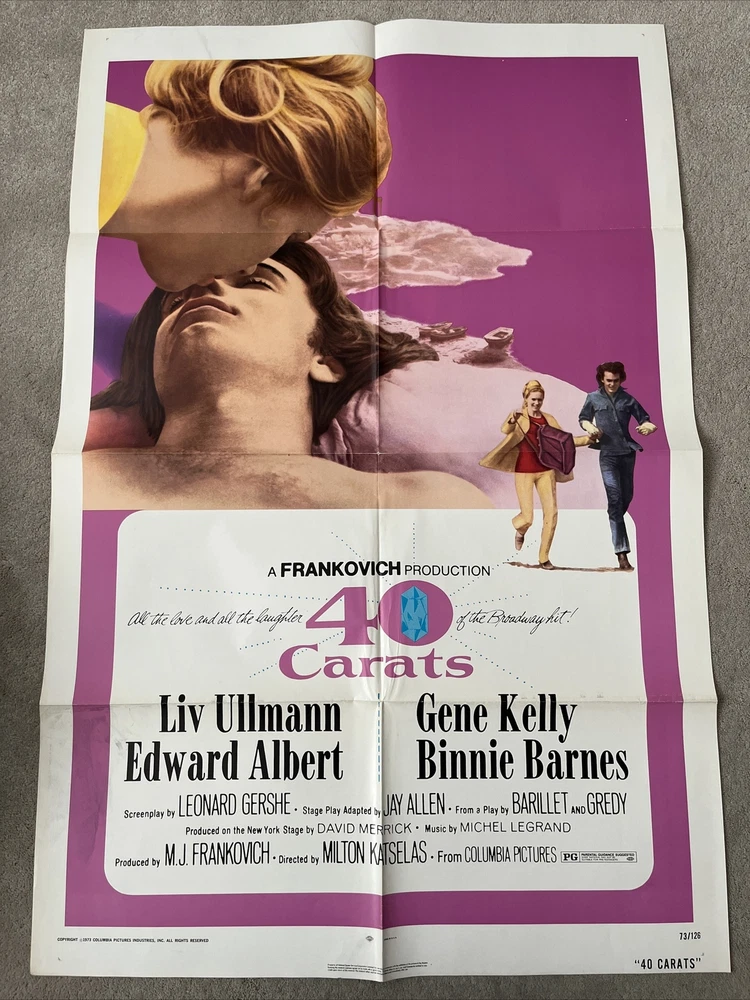 A FRANKOVICH PRODUCTION
All the love and all the laughter 40 of the Broadway hit!
Carats
Liv Ullmann Gene Kelly
Edward Albert Binnie Barnes
Screenplay by LEONARD GERSHE • Stage Play Adapted by JAY ALLEN • From a Play by BARILLET AND GREDY
Produced on the New York Stage by DAVID MERRICK • Music by MICHEL LEGRAND
Produced by M.J. FRANKOVICH • Directed by MILTON KATSELAS • From COLUMBIA PICTURES PG PARENTAL GUIDANCE SUGGESTED
COPYRIGHT ©1973 COLUMBIA PICTURES INDUSTRIES, INC. ALL RIGHTS RESERVED
73/126
"40 CARATS"